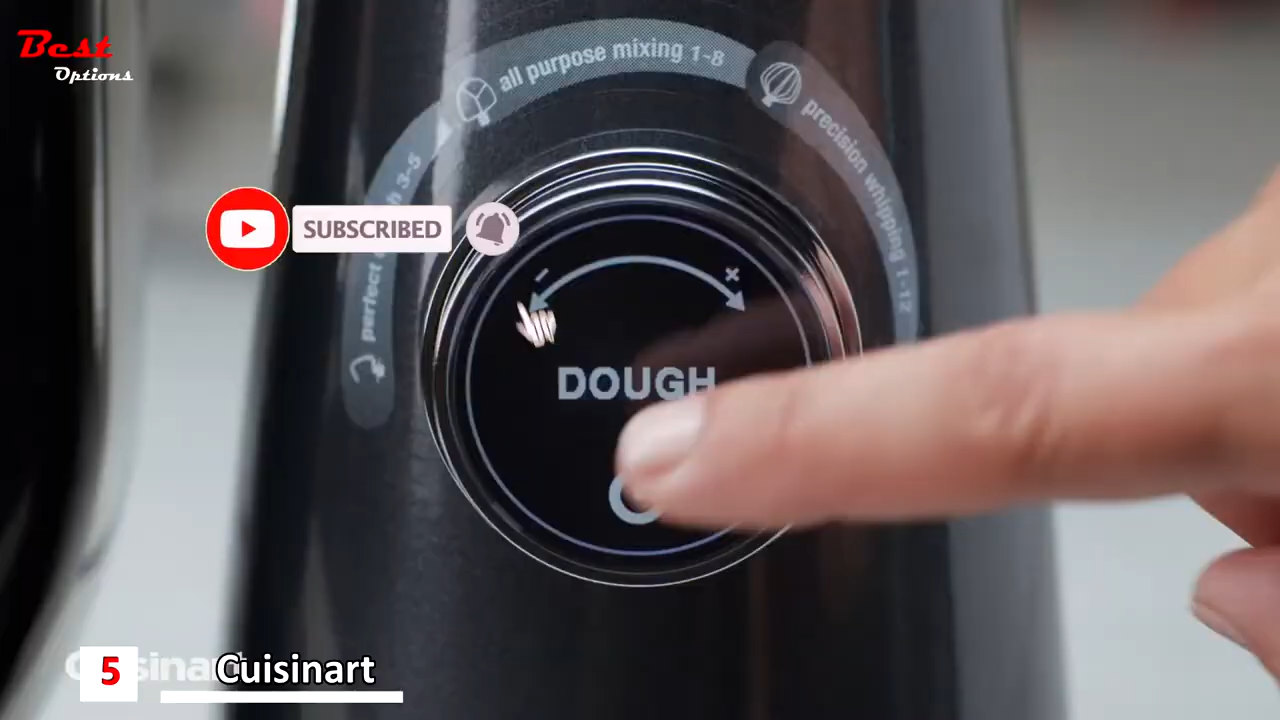 Best
Options
all purpose mixing 1-8
precision whipping 1-12
perfect 3-5
SUBSCRIBED
- +
DOUGH
5 Cuisinart